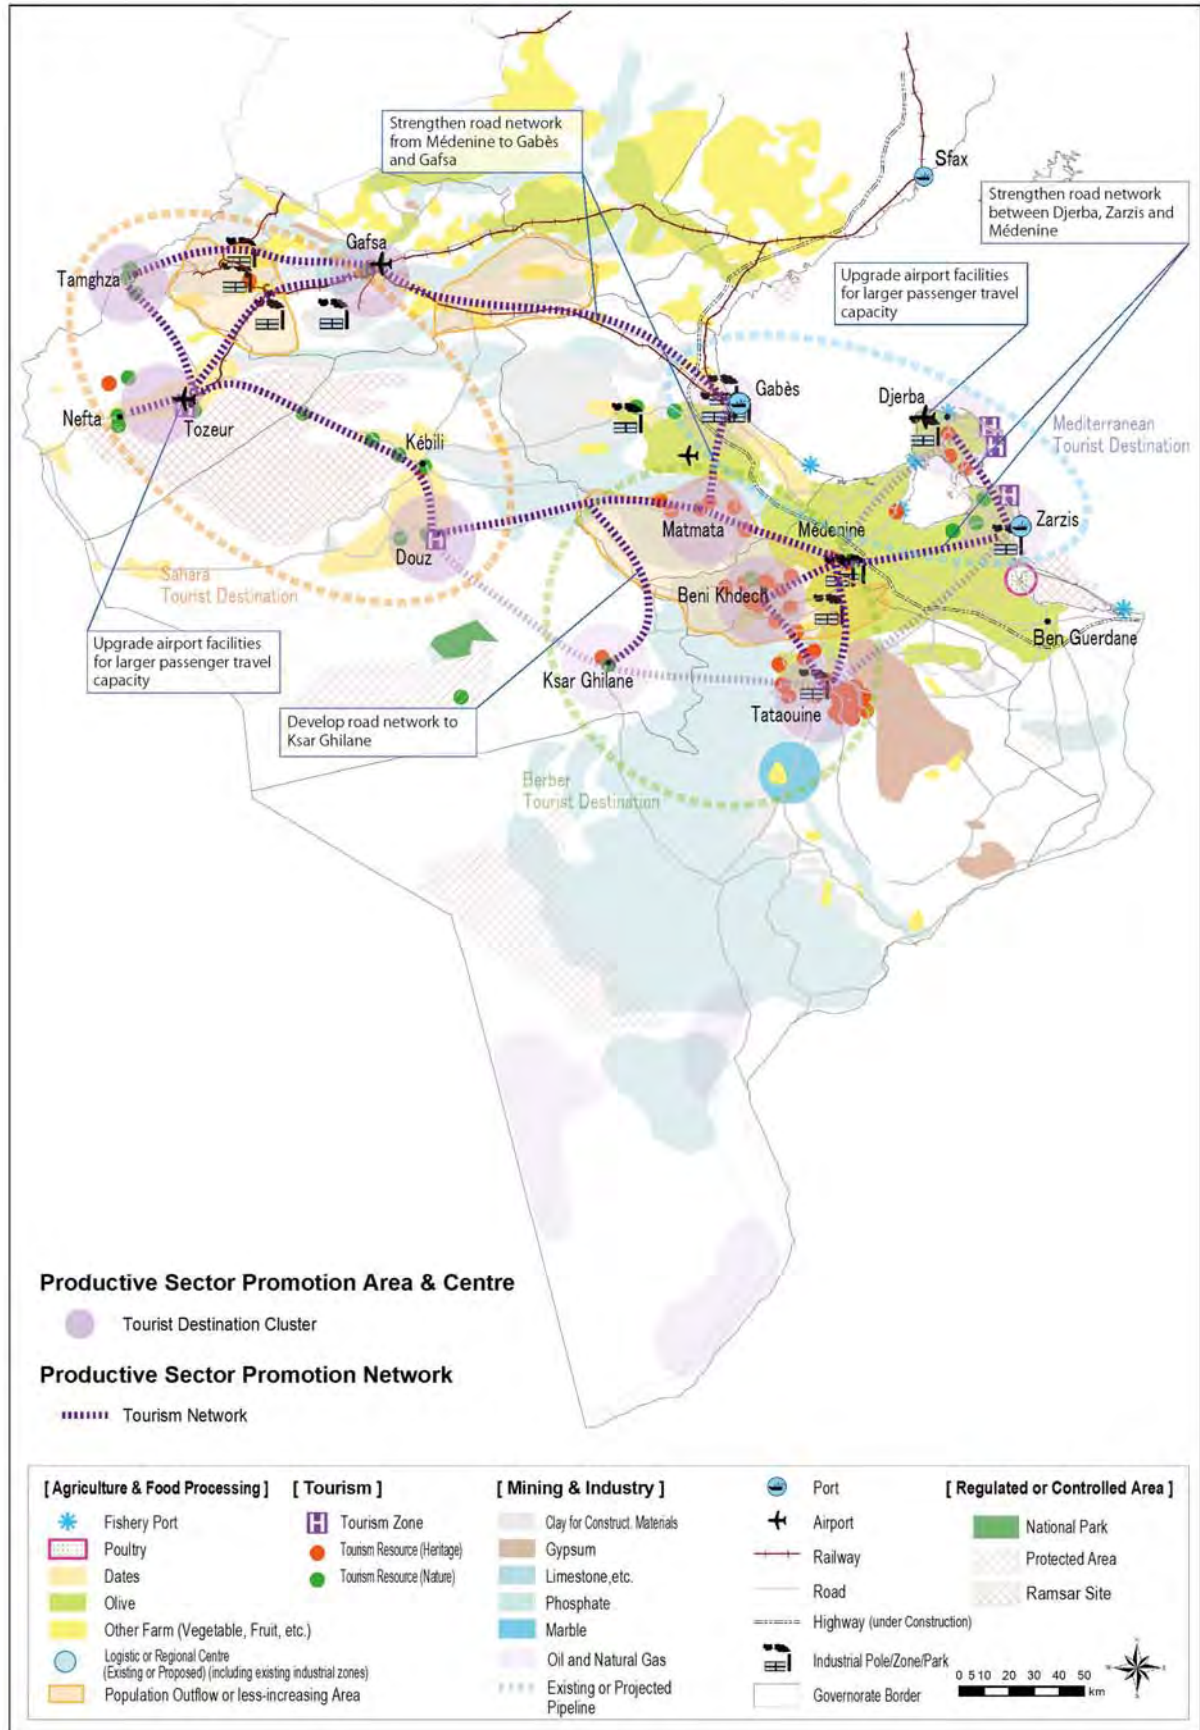 Strengthen road network
from Médenine to Gabès
and Gafsa
Sfax
Strengthen road network
between Djerba, Zarzis and
Médenine
Gafsa
Tamghza
Upgrade airport facilities
for larger passenger travel
capacity
Gabès
Djerba
Mediterranean
Tourist Destination
Nefta
Tozeur
Kébili
Matmata
Médenine
Zarzis
Douz
Sahara
Tourist Destination
Beni Khdech
Ben Guerdane
Upgrade airport facilities
for larger passenger travel
capacity
Ksar Ghilane
Tataouine
Develop road network to
Ksar Ghilane
Berber
Tourist Destination
Productive Sector Promotion Area & Centre
Tourist Destination Cluster
Productive Sector Promotion Network
Tourism Network
[ Agriculture & Food Processing ]
Fishery Port
Poultry
Dates
Olive
Other Farm (Vegetable, Fruit, etc.)
Logistic or Regional Centre
(Existing or Proposed) (including existing industrial zones)
Population Outflow or less-increasing Area
[ Tourism ]
H Tourism Zone
Tourism Resource (Heritage)
Tourism Resource (Nature)
[ Mining & Industry ]
Clay for Construct. Materials
Gypsum
Limestone,etc.
Phosphate
Marble
Oil and Natural Gas
Existing or Projected
Pipeline
Port
Airport
Railway
Road
Highway (under Construction)
Industrial Pole/Zone/Park
Governorate Border
[ Regulated or Controlled Area ]
National Park
Protected Area
Ramsar Site
0 5 10 20 30 40 50
km